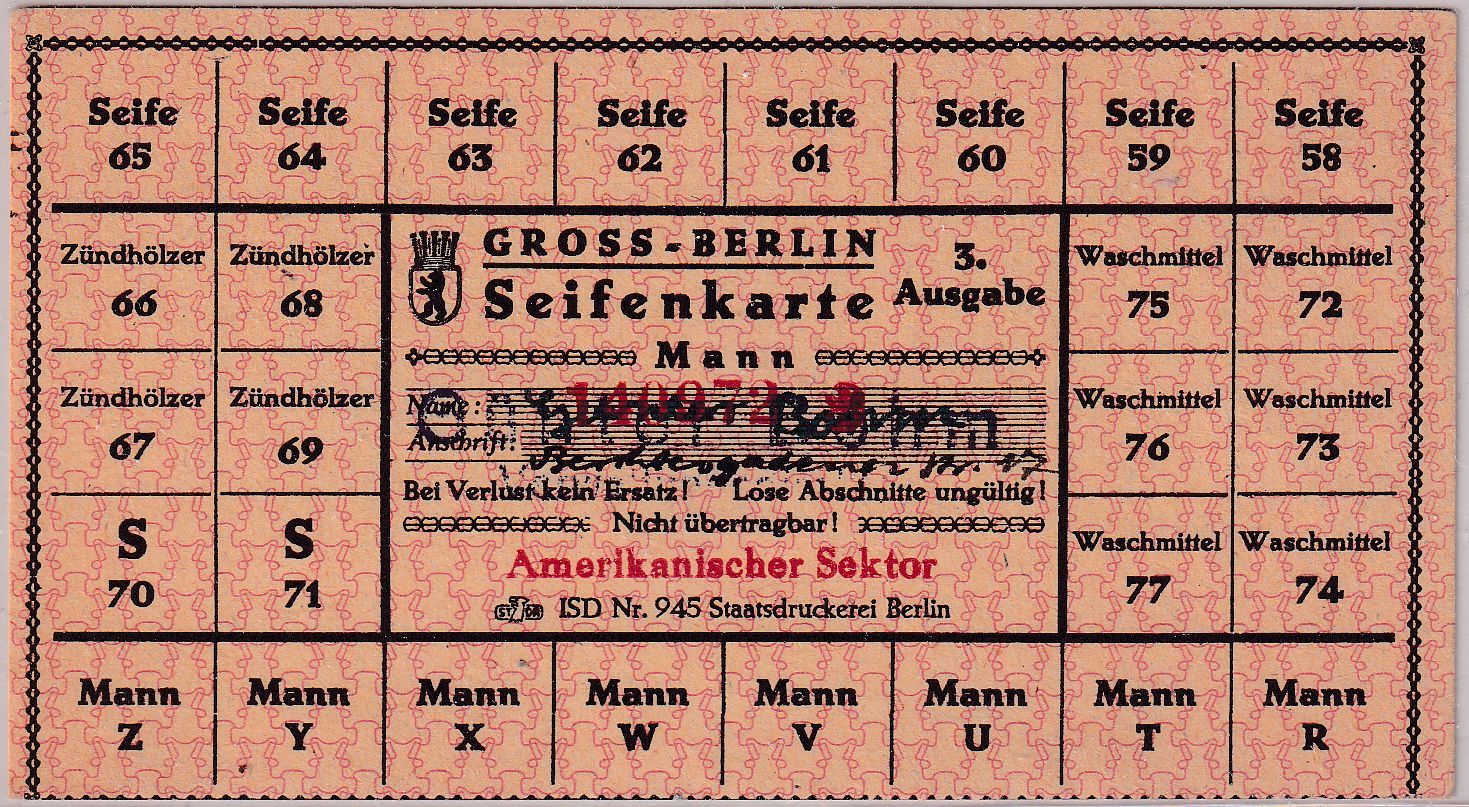 Seife Seife Seife Seife Seife Seife Seife Seife
65 64 63 62 61 60 59 58
Zündhölzer Zündhölzer
66 68
Zündhölzer Zündhölzer
67 69
S S
70 71
GROSS-BERLIN
Seifenkarte
3.
Ausgabe
Mann
Name:
Anschrift:
Bei Verlust kein Ersatz! Lose Abschnitte ungültig!
Nicht übertragbar!
Amerikanischer Sektor
ISD Nr. 945 Staatsdruckerei Berlin
Waschmittel Waschmittel
75 72
Waschmittel Waschmittel
76 73
Waschmittel Waschmittel
77 74
Mann Mann Mann Mann Mann Mann Mann Mann
Z Y X W V U T R